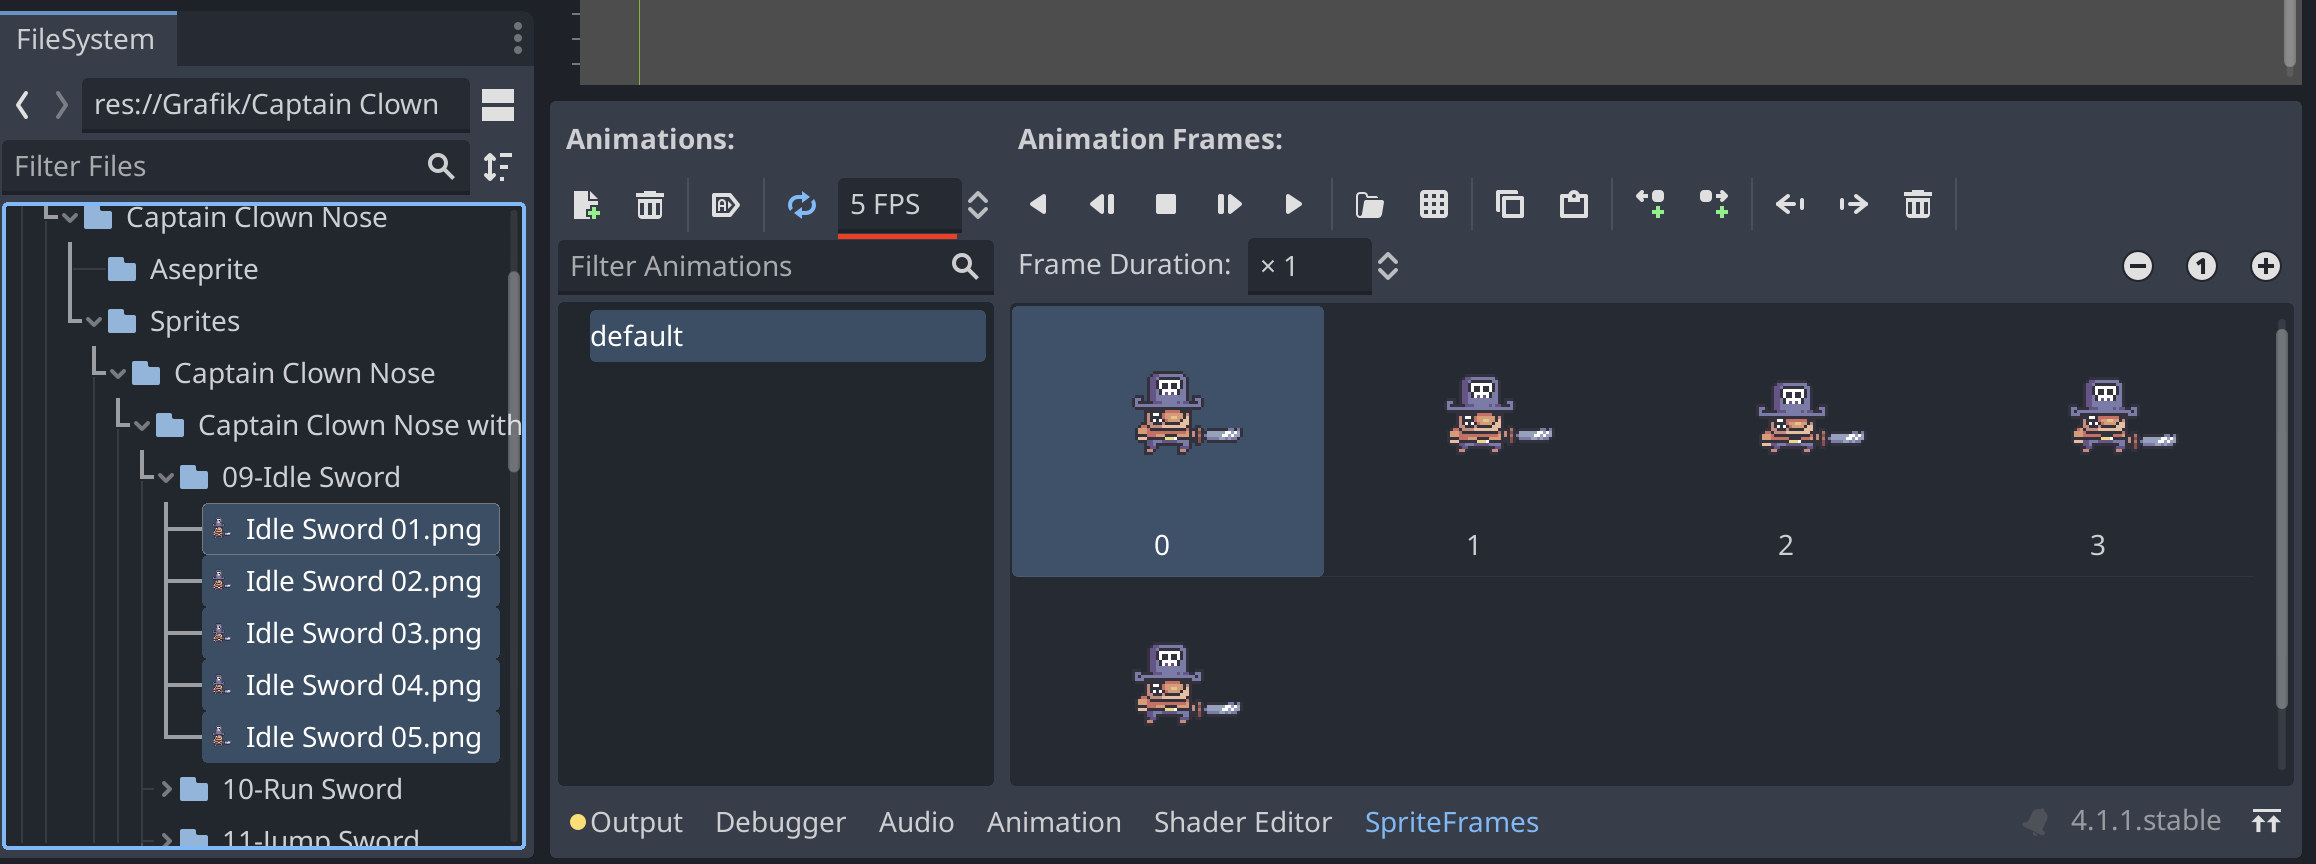 FileSystem
res://Grafik/Captain Clown
Filter Files
Captain Clown Nose
Aseprite
Sprites
Captain Clown Nose
Captain Clown Nose with
09-Idle Sword
Idle Sword 01.png
Idle Sword 02.png
Idle Sword 03.png
Idle Sword 04.png
Idle Sword 05.png
10-Run Sword
11-Jump Sword
Animations:
5 FPS
Filter Animations
default
Animation Frames:
Frame Duration: × 1
1
0 1 2 3
Output Debugger Audio Animation Shader Editor SpriteFrames 4.1.1.stable